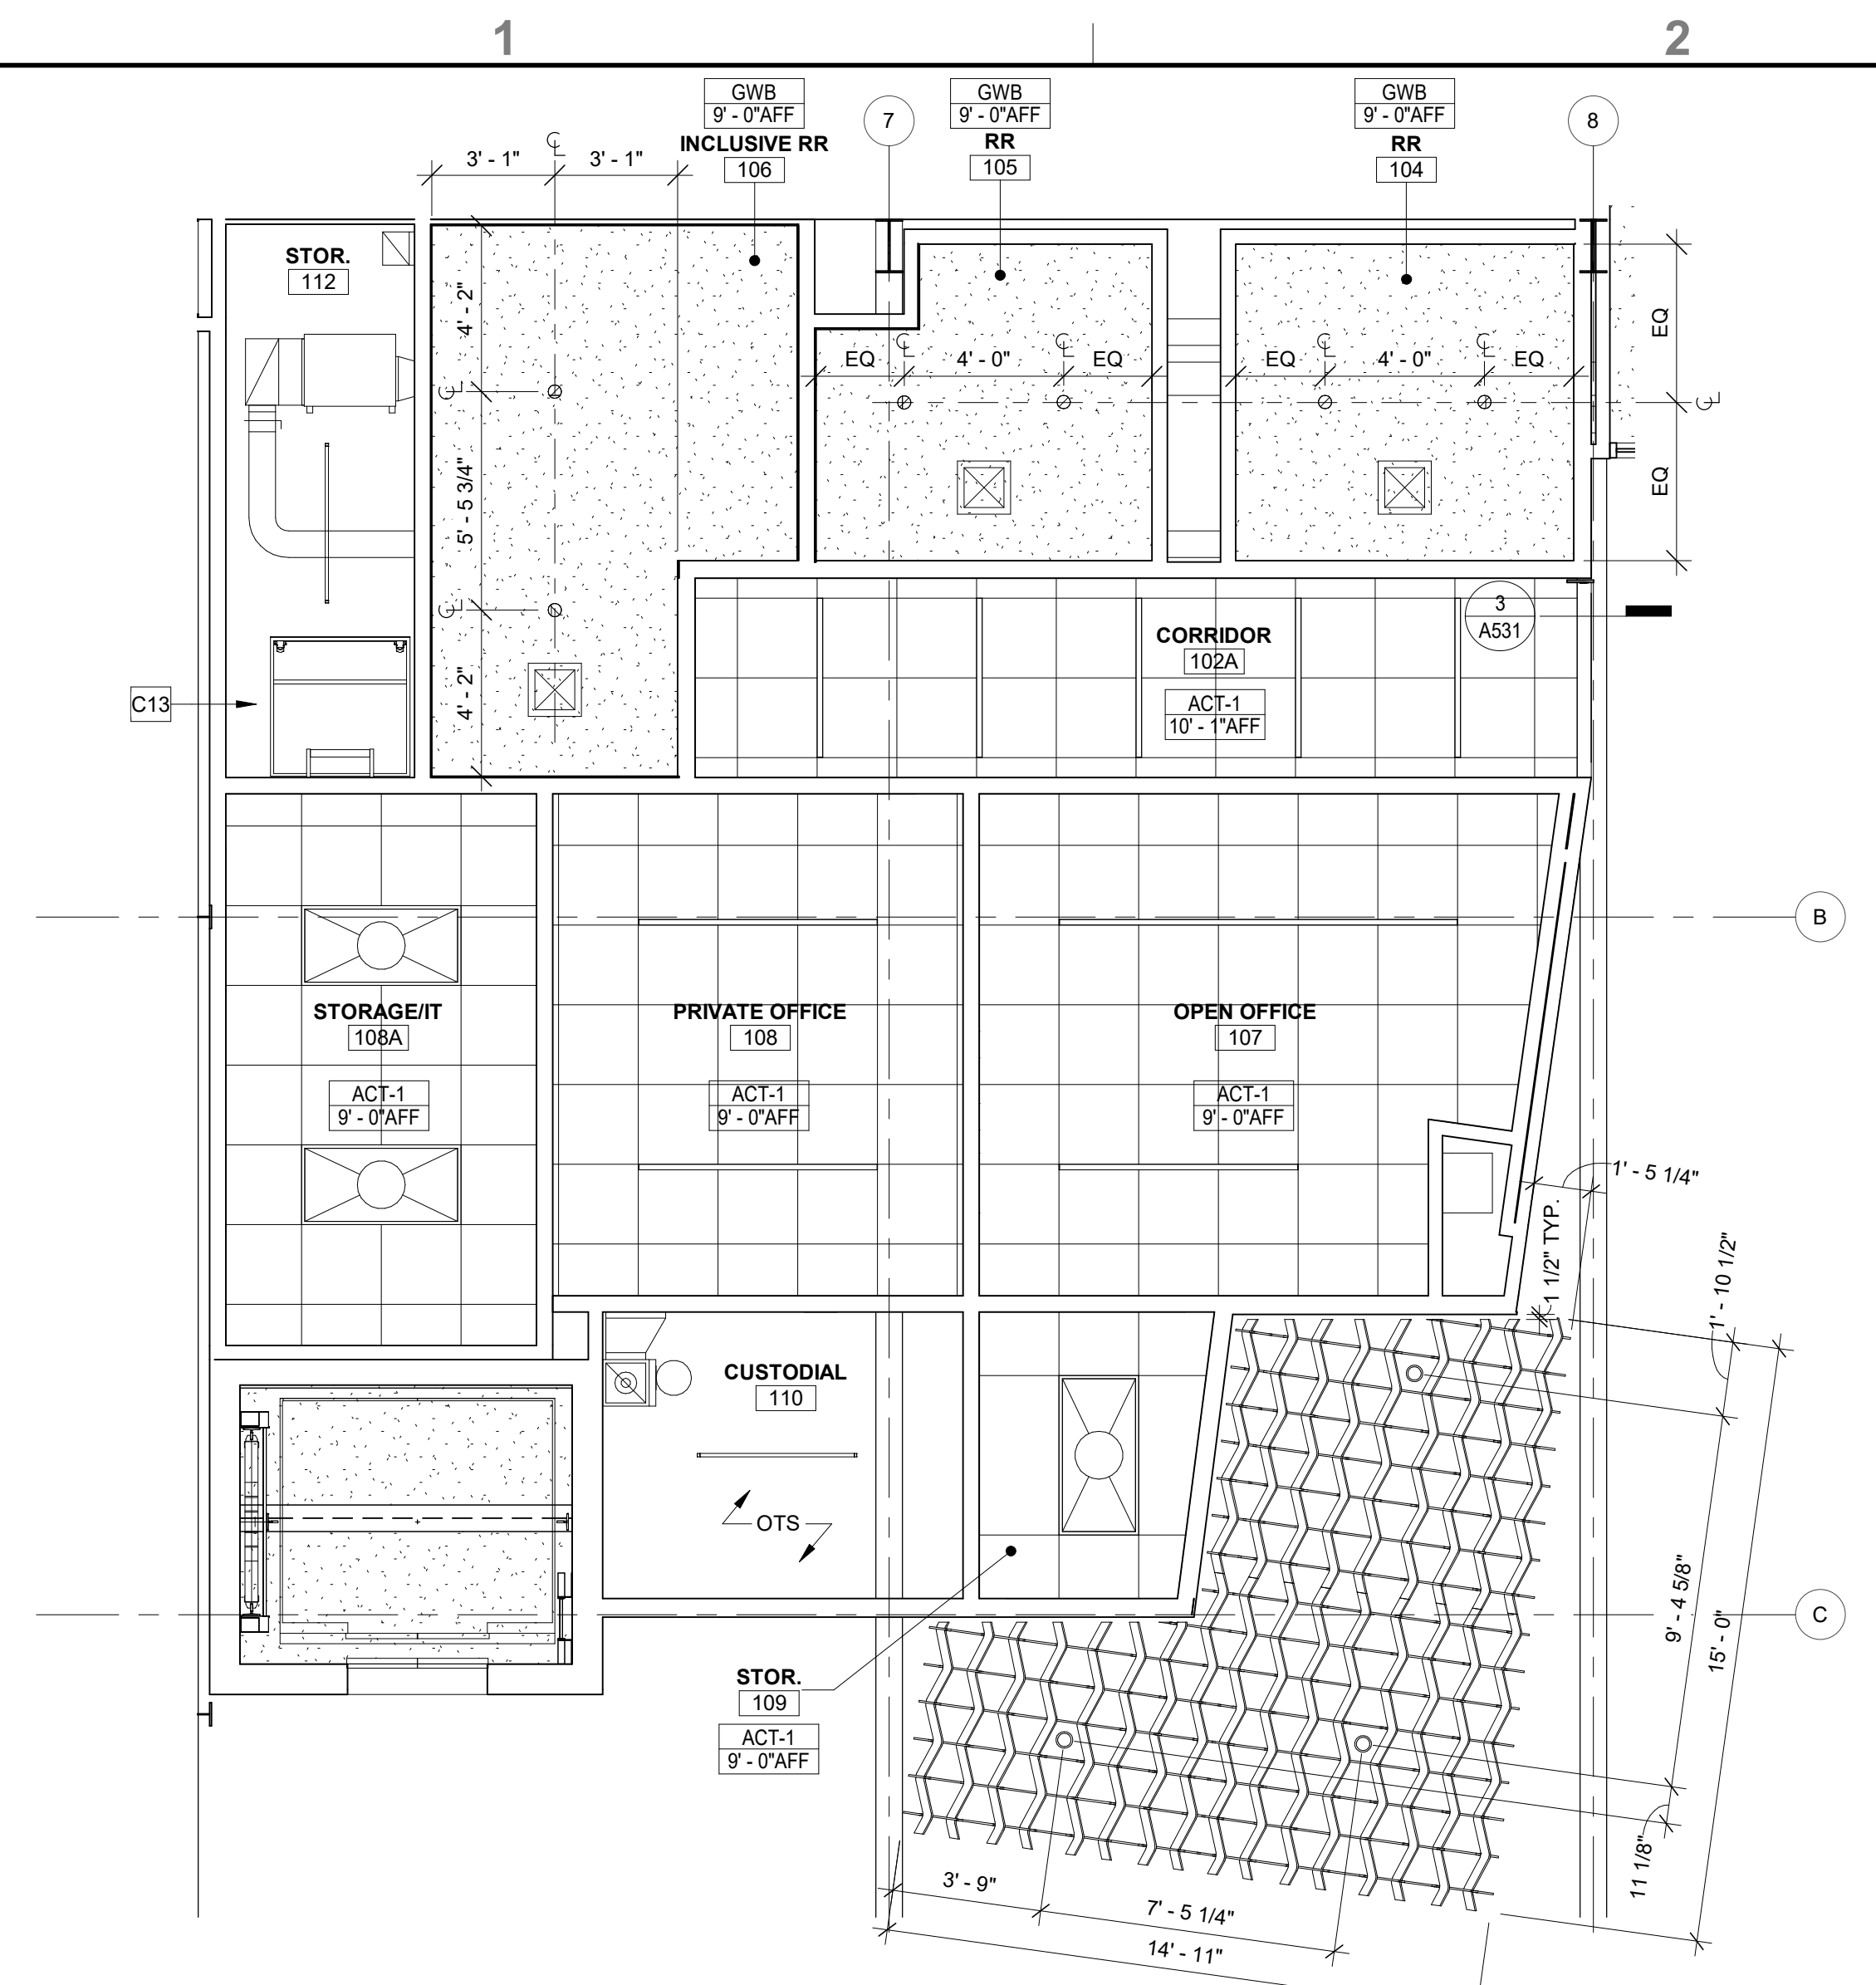 1
2
GWB
9' - 0"AFF
INCLUSIVE RR
106
7
GWB
9' - 0"AFF
RR
105
GWB
9' - 0"AFF
RR
104
8
3' - 1"
3' - 1"
STOR.
112
4' - 2"
5' - 5 3/4"
4' - 2"
EQ
4' - 0"
EQ
EQ
4' - 0"
EQ
EQ
EQ
C13
CORRIDOR
102A
ACT-1
10' - 1"AFF
3
A531
B
STORAGE/IT
108A
ACT-1
9' - 0"AFF
PRIVATE OFFICE
108
ACT-1
9' - 0"AFF
OPEN OFFICE
107
ACT-1
9' - 0"AFF
1' - 5 1/4"
1 1/2" TYP.
1' - 10 1/2"
CUSTODIAL
110
OTS
9' - 4 5/8"
15' - 0"
C
STOR.
109
ACT-1
9' - 0"AFF
11 1/8"
3' - 9"
7' - 5 1/4"
14' - 11"